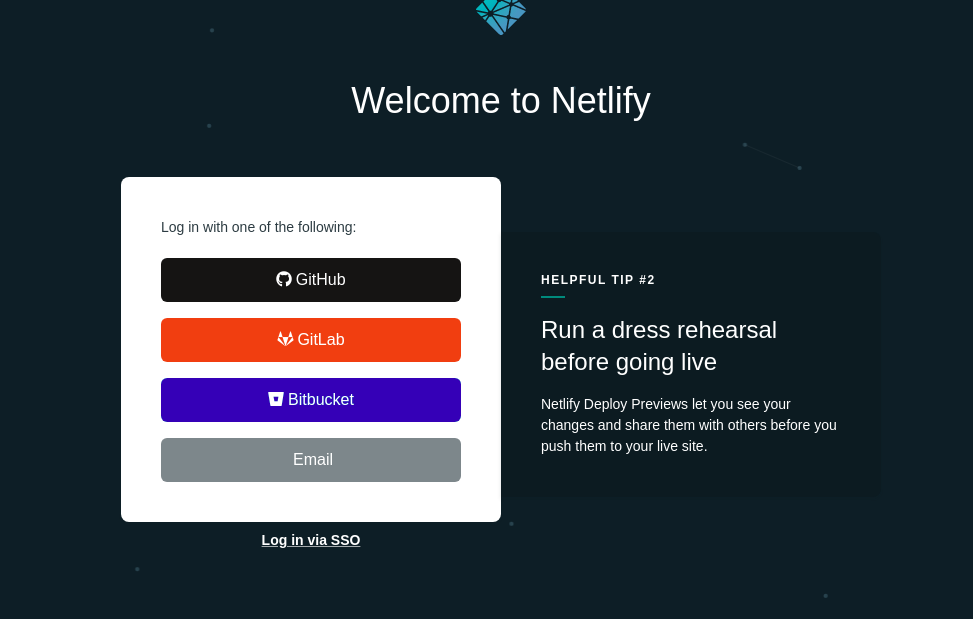 Welcome to Netlify
Log in with one of the following:
GitHub
GitLab
Bitbucket
Email
Log in via SSO
HELPFUL TIP #2
Run a dress rehearsal
before going live
Netlify Deploy Previews let you see your
changes and share them with others before you
push them to your live site.